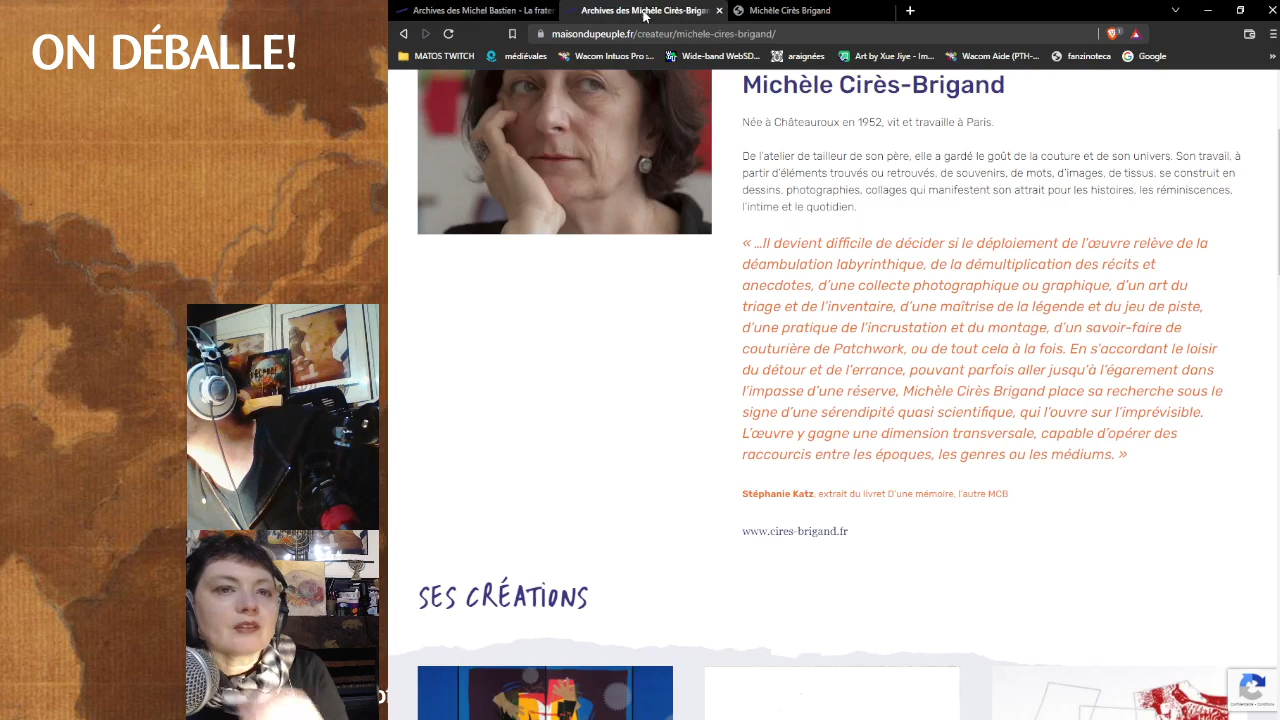 ON DÉBALLE!
Archives des Michel Bastien - La frater
Archives des Michèle Cirès-Brigan
Michèle Cirès Brigand
maisondupeuple.fr/createur/michele-cires-brigand/
MATOS TWITCH
médiévales
Wacom Intuos Pro :...
Wide-band WebSD...
araignées
Art by Xue Jiye - In...
Wacom Aide (PTH-...
fanzinoteca
Google
Michèle Cirès-Brigand
Née à Châteauroux en 1952, vit et travaille à Paris.
De l'atelier de tailleur de son père, elle a gardé le goût de la couture et de son univers. Son travail, à
partir d'éléments trouvés ou retrouvés, de souvenirs, de mots, d'images, de tissus, se construit en
dessins, photographies, collages qui manifestent son attrait pour les histoires, les réminiscences,
l'intime et le quotidien.
« ...Il devient difficile de décider si le déploiement de l'œuvre relève de la
déambulation labyrinthique, de la démultiplication des récits et
anecdotes, d'une collecte photographique ou graphique, d'un art du
triage et de l'inventaire, d'une maîtrise de la légende et du jeu de piste,
d'une pratique de l'incrustation et du montage, d'un savoir-faire de
couturière de Patchwork, ou de tout cela à la fois. En s'accordant le loisir
du détour et de l'errance, pouvant parfois aller jusqu'à l'égarement dans
l'impasse d'une réserve, Michèle Cirès Brigand place sa recherche sous le
signe d'une sérendipité quasi scientifique, qui l'ouvre sur l'imprévisible.
L'œuvre y gagne une dimension transversale, capable d'opérer des
raccourcis entre les époques, les genres ou les médiums. »
Stéphanie Katz, extrait du livret D'une mémoire, l'autre MCB
www.cires-brigand.fr
SES CRÉATIONS